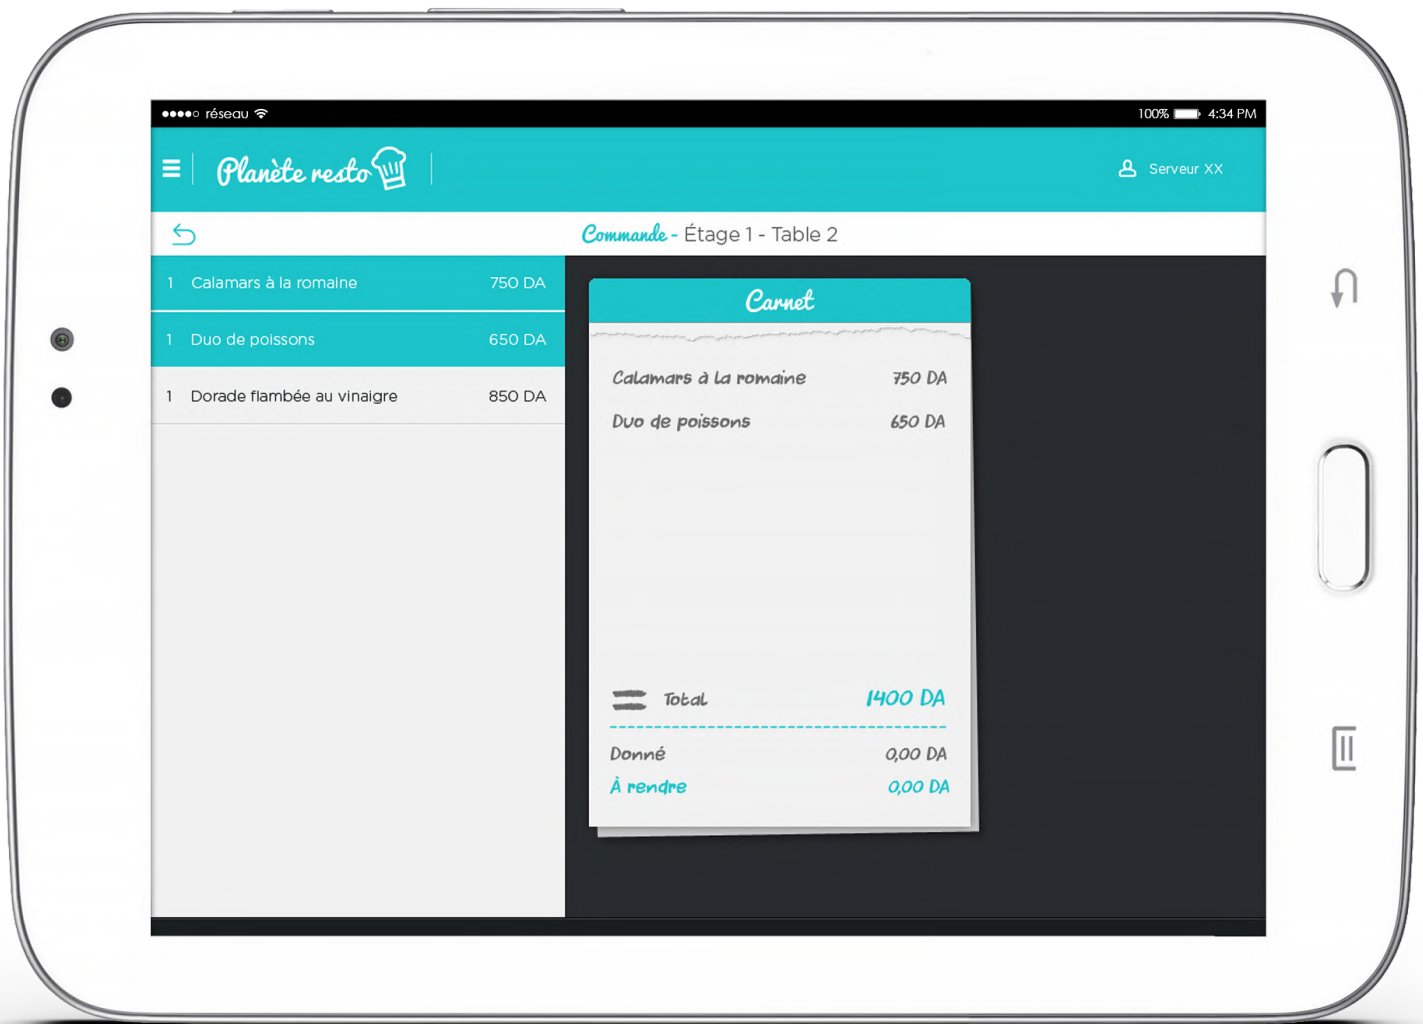 réseau 100% 4:34 PM
Planète resto Serveur XX
Commande - Étage 1 - Table 2
1 Calamars à la romaine 750 DA
1 Duo de poissons 650 DA
1 Dorade flambée au vinaigre 850 DA
Carnet
Calamars à la romaine 750 DA
Duo de poissons 650 DA
Total 1400 DA
Donné 0,00 DA
À rendre 0,00 DA